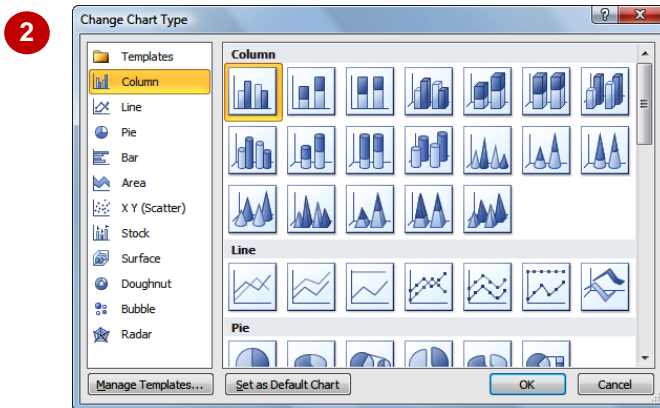 2
Change Chart Type
Templates
Column
Line
Pie
Bar
Area
X Y (Scatter)
Stock
Surface
Doughnut
Bubble
Radar
Column
Line
Pie
Manage Templates...
Set as Default Chart
OK
Cancel